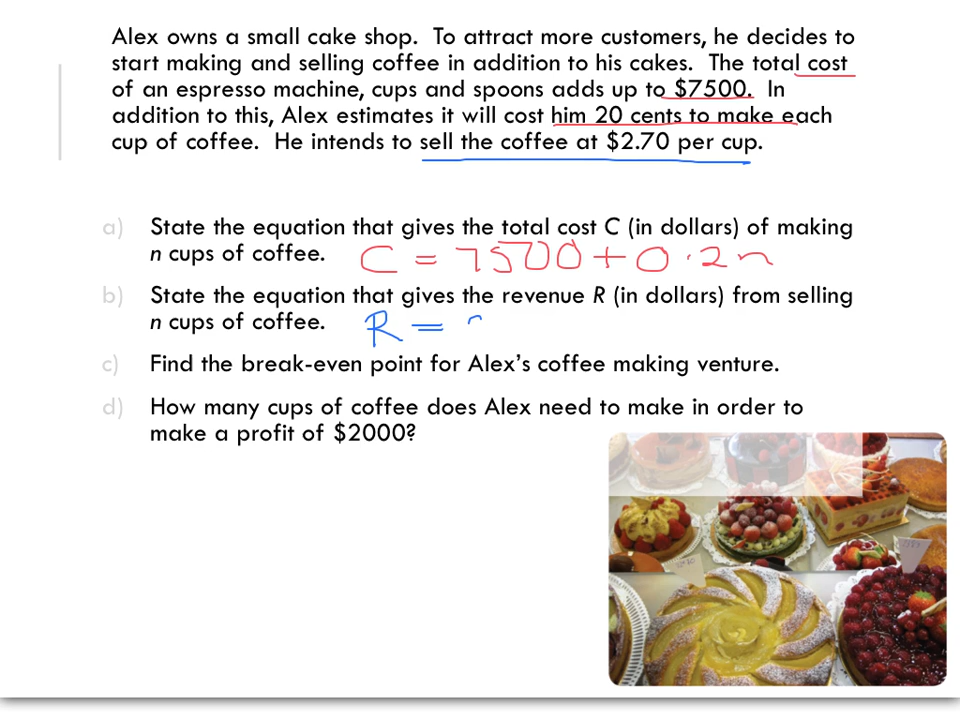 Alex owns a small cake shop. To attract more customers, he decides to
start making and selling coffee in addition to his cakes. The total cost
of an espresso machine, cups and spoons adds up to $7500. In
addition to this, Alex estimates it will cost him 20 cents to make each
cup of coffee. He intends to sell the coffee at $2.70 per cup.
a) State the equation that gives the total cost C (in dollars) of making
n cups of coffee. C = 7500 + 0.2n
b) State the equation that gives the revenue R (in dollars) from selling
n cups of coffee. R =
c) Find the break-even point for Alex's coffee making venture.
d) How many cups of coffee does Alex need to make in order to
make a profit of $2000?